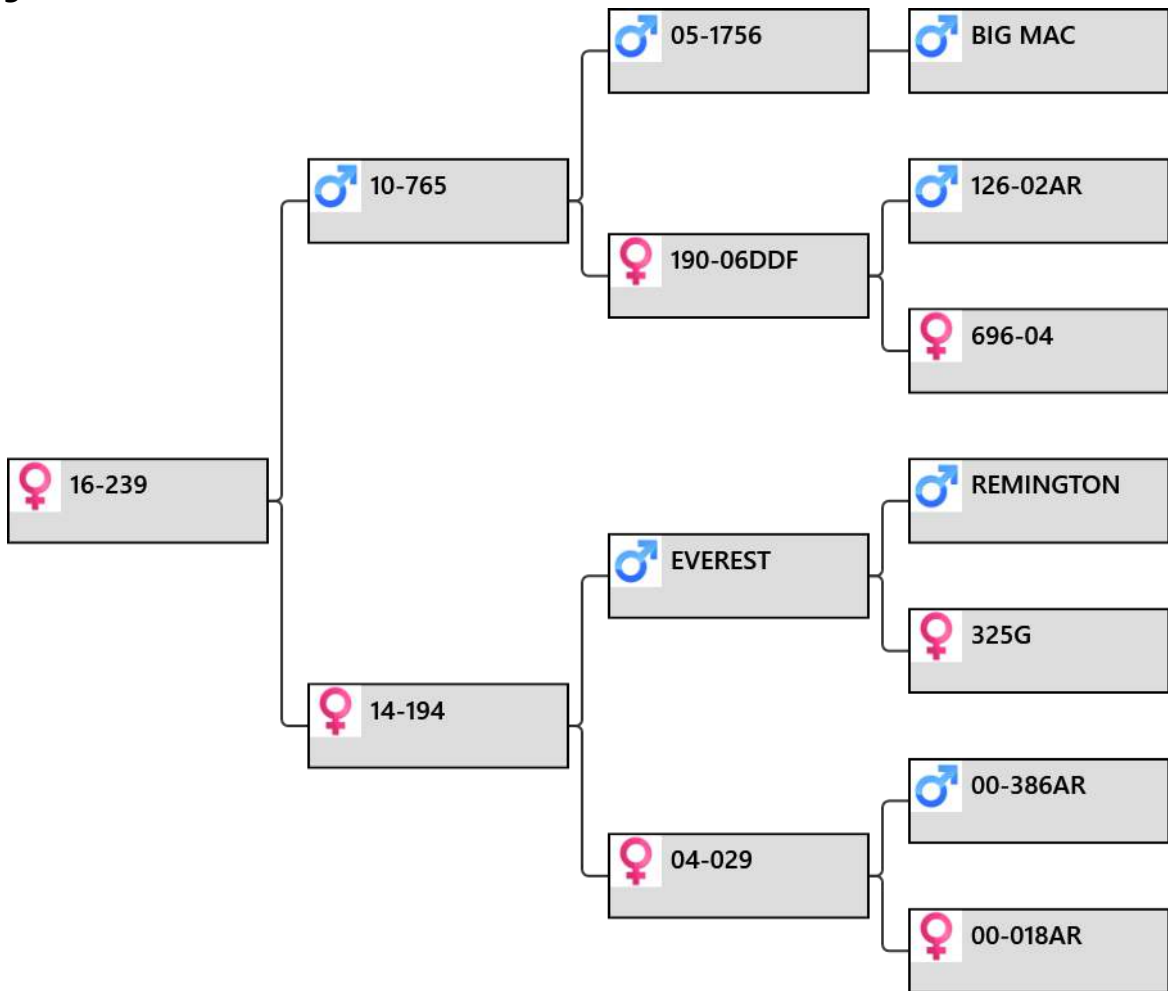 05-1756
BIG MAC
10-765
126-02AR
190-06DDF
696-04
16-239
REMINGTON
EVEREST
325G
14-194
00-386AR
04-029
00-018AR